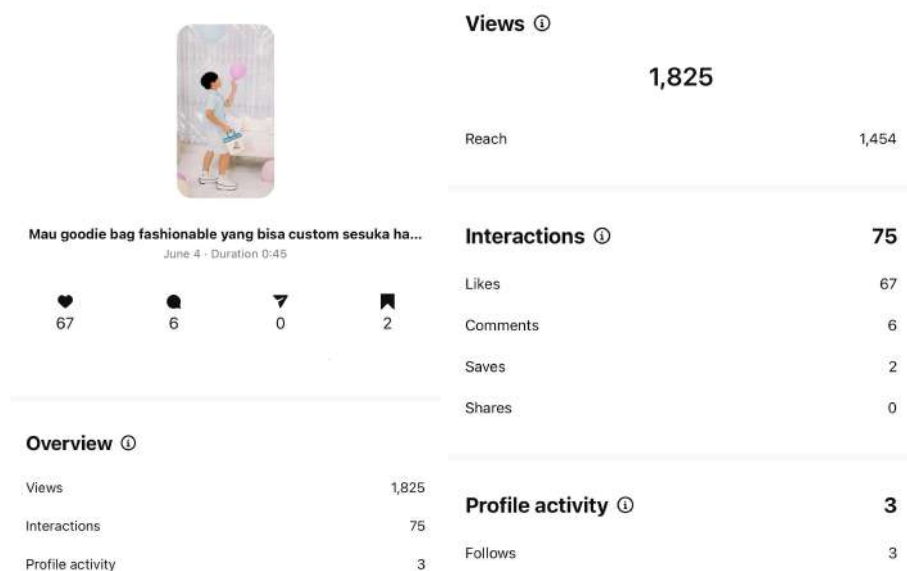 Mau goodie bag fashionable yang bisa custom sesuka ha...
June 4 · Duration 0:45
67 6 0 2
Overview
Views 1,825
Interactions 75
Profile activity 3
Views
1,825
Reach 1,454
Interactions 75
Likes 67
Comments 6
Saves 2
Shares 0
Profile activity 3
Follows 3